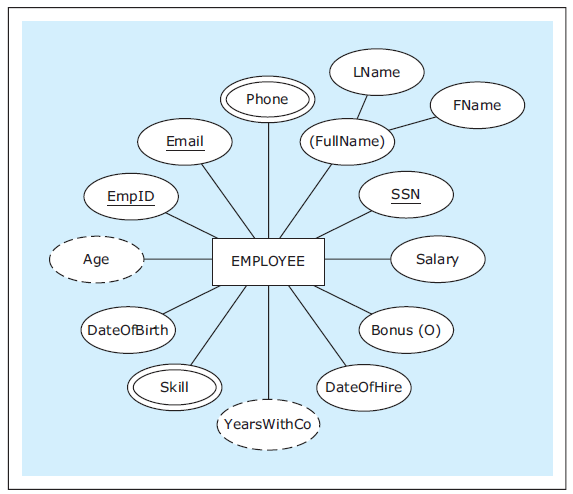 LName
Phone
FName
Email
(FullName)
EmpID
SSN
Age
EMPLOYEE
Salary
DateOfBirth
Bonus (O)
Skill
DateOfHire
YearsWithCo